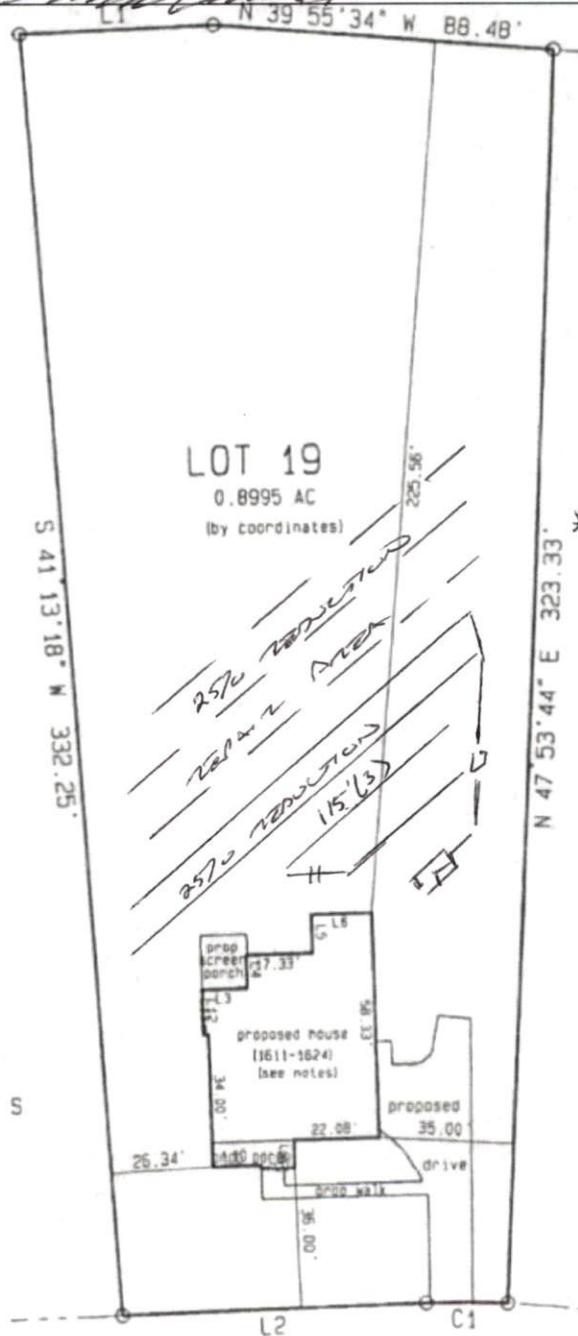 L1
N 39 55'34" W 88.48'
LOT 19
0.8995 AC
(by coordinates)
225.56'
S 41 13'18" W 332.25'
N 47 53'44" E 323.33'
25% REDUCTION
REPAIR AREA
25% REDUCTION
115'(3)
L6
L5
prop
screen
porch
17.33'
L3
proposed house
(1611-1624)
(see notes)
58.33'
34.00'
S
proposed
22.08'
35.00'
26.34'
drive
prop walk
36.00'
L2
C1